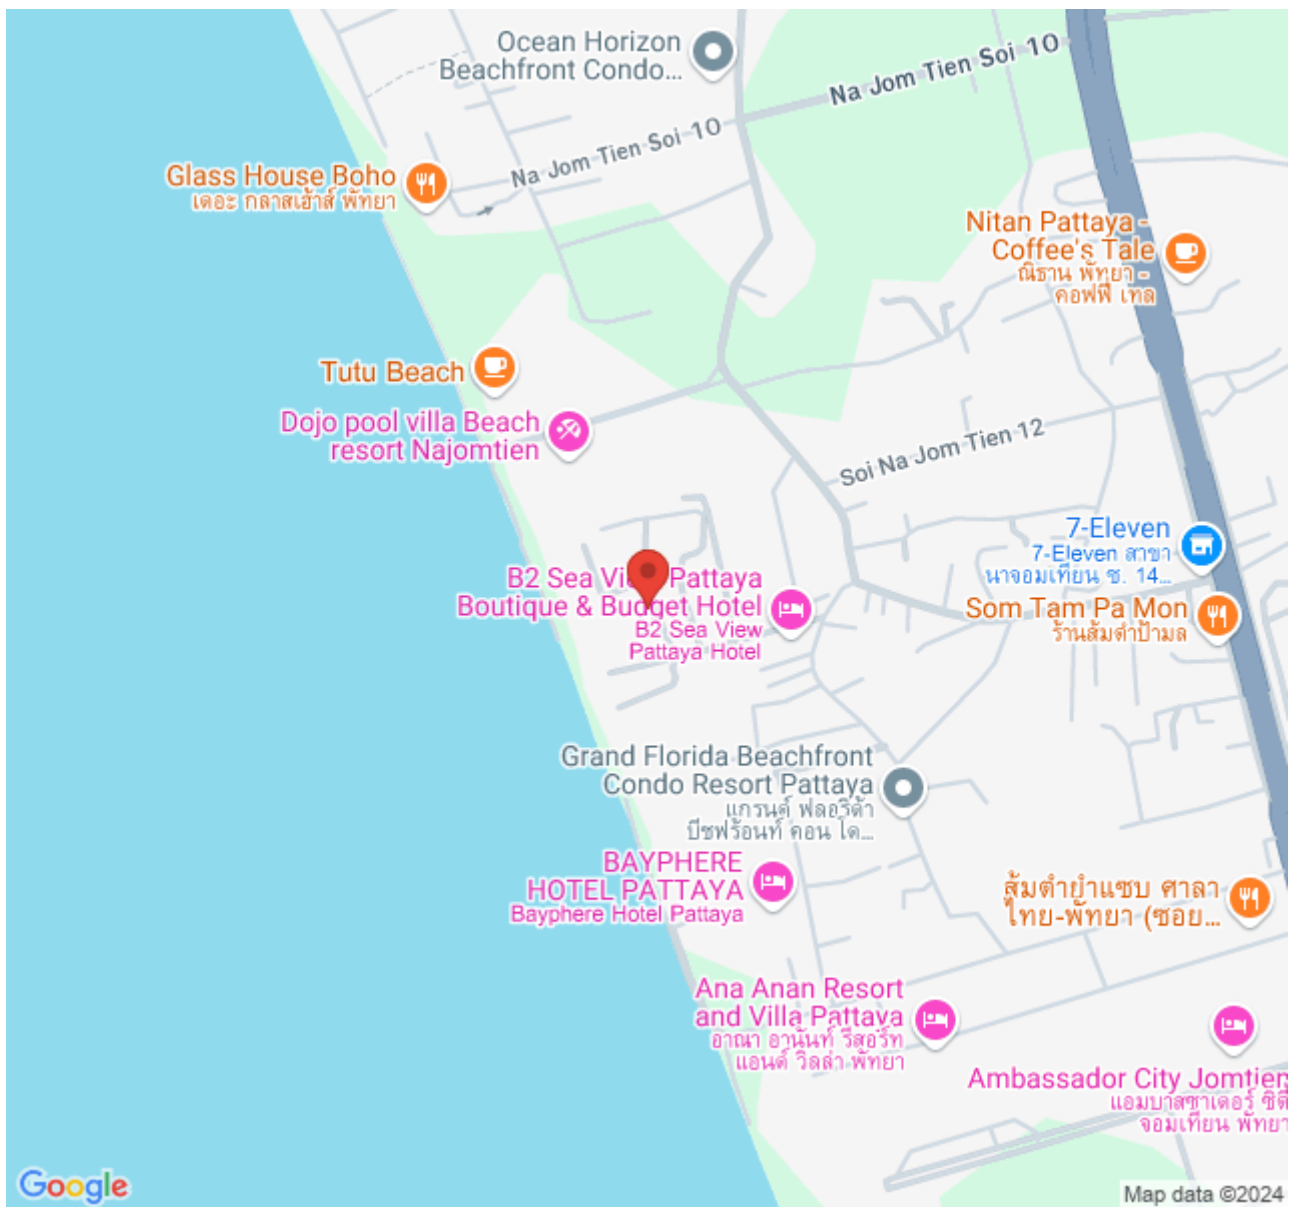 Ocean Horizon
Beachfront Condo...
Na Jom Tien Soi 10
Na Jom Tien Soi 10
Glass House Boho
เดอะ กลาสเฮ้าส์ พัทยา
Nitan Pattaya -
Coffee's Tale
ณิธาน พัทยา -
คอฟฟี่ เทล
Tutu Beach
Dojo pool villa Beach
resort Najomtien
Soi Na Jom Tien 12
7-Eleven
7-Eleven สาขา
นาจอมเทียน ซ. 14...
B2 Sea Vi Pattaya
Boutique & Budget Hotel
B2 Sea View
Pattaya Hotel
Som Tam Pa Mon
ร้านส้มตำป้ามล
Grand Florida Beachfront
Condo Resort Pattaya
แกรนด์ ฟลอริด้า
บีชฟร้อนท์ คอน โด...
BAYPHERE
HOTEL PATTAYA
Bayphere Hotel Pattaya
ส้มตำยำแซบ ศาลา
ไทย-พัทยา (ซอย...
Ana Anan Resort
and Villa Pattaya
อาณา อานันท์ รีสอร์ท
แอนด์ วิลล่า พัทยา
Ambassador City Jomtien
แอมบาสซาเดอร์ ซิตี้
จอมเทียน พัทยา
Google
Map data ©2024